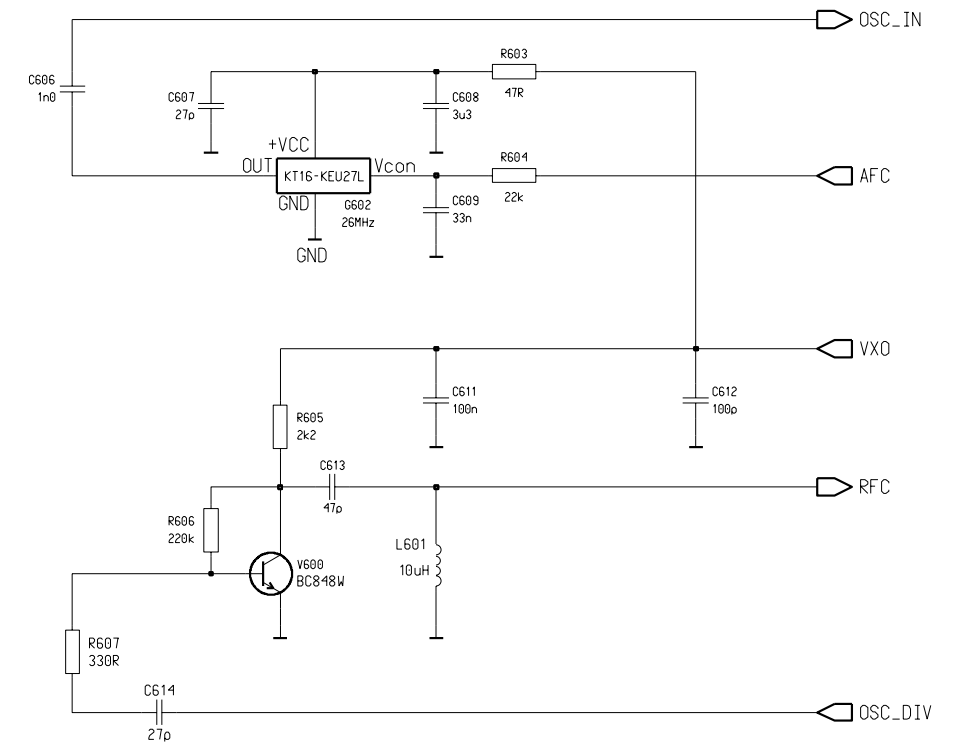 OSC_IN
R603
47R
C606
1n0
C607
27p
C608
3u3
+VCC
OUT
Vcon
KT16-KEU27L
GND
G602
26MHz
GND
R604
22k
AFC
C609
33n
VXO
C611
100n
C612
100p
R605
2k2
C613
47p
RFC
R606
220k
V600
BC848W
L601
10uH
R607
330R
C614
27p
OSC_DIV